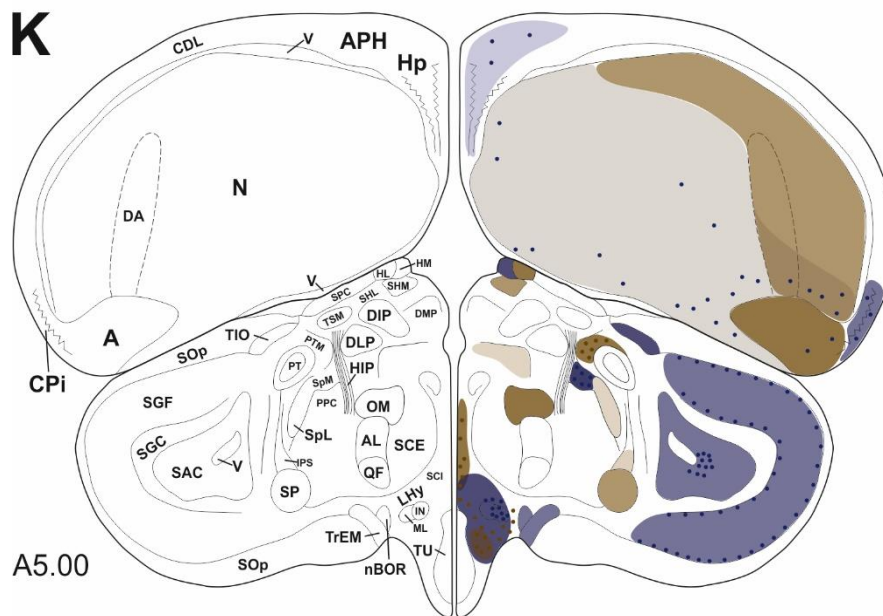 K
CDL
V
APH
Hp
N
DA
HM
HL
V
SPC
SHL
SHM
TSM
DIP
DMP
A
TIO
PTM
DLP
SOp
CPi
PT
SpM
HIP
SGF
PPC
OM
SGC
SpL
AL
SCE
SAC
V
IPS
QF
SCI
SP
LHy
IN
ML
TrEM
TU
SOp
nBOR
A5.00